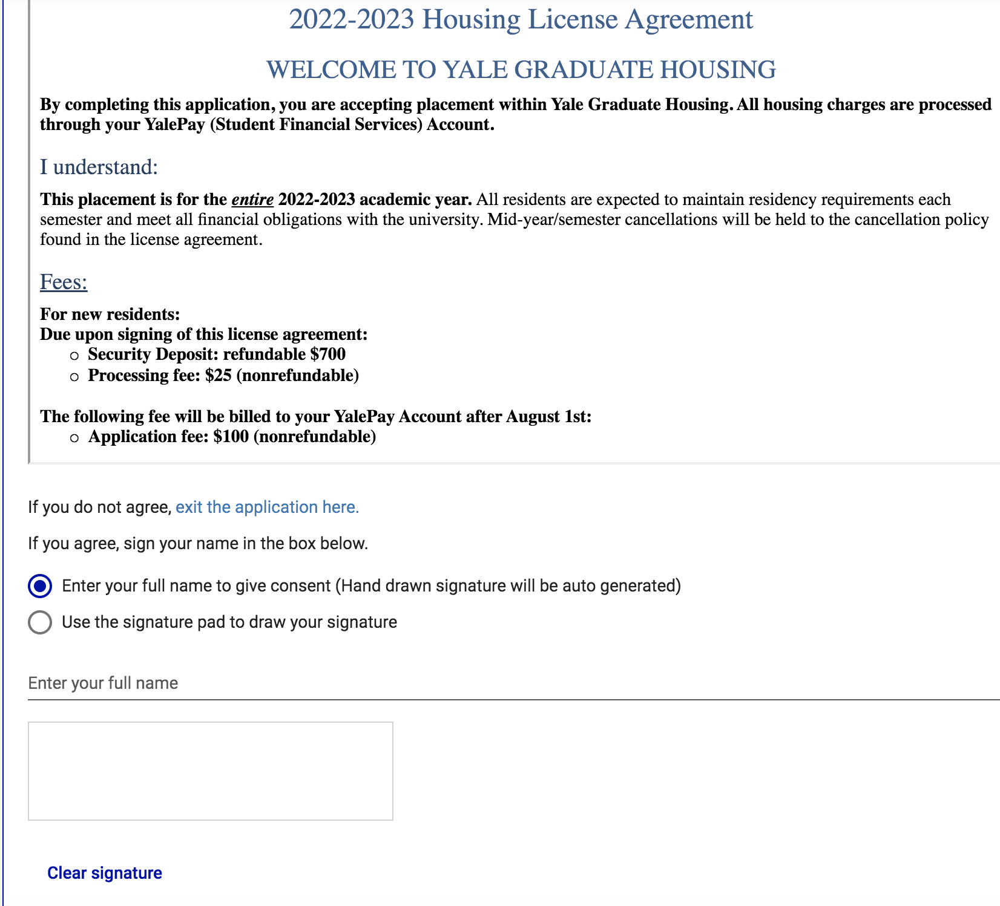 2022-2023 Housing License Agreement
WELCOME TO YALE GRADUATE HOUSING
By completing this application, you are accepting placement within Yale Graduate Housing. All housing charges are processed
through your YalePay (Student Financial Services) Account.
I understand:
This placement is for the entire 2022-2023 academic year. All residents are expected to maintain residency requirements each
semester and meet all financial obligations with the university. Mid-year/semester cancellations will be held to the cancellation policy
found in the license agreement.
Fees:
For new residents:
Due upon signing of this license agreement:
○ Security Deposit: refundable $700
○ Processing fee: $25 (nonrefundable)
The following fee will be billed to your YalePay Account after August 1st:
○ Application fee: $100 (nonrefundable)
If you do not agree, exit the application here.
If you agree, sign your name in the box below.
Enter your full name to give consent (Hand drawn signature will be auto generated)
Use the signature pad to draw your signature
Enter your full name
Clear signature